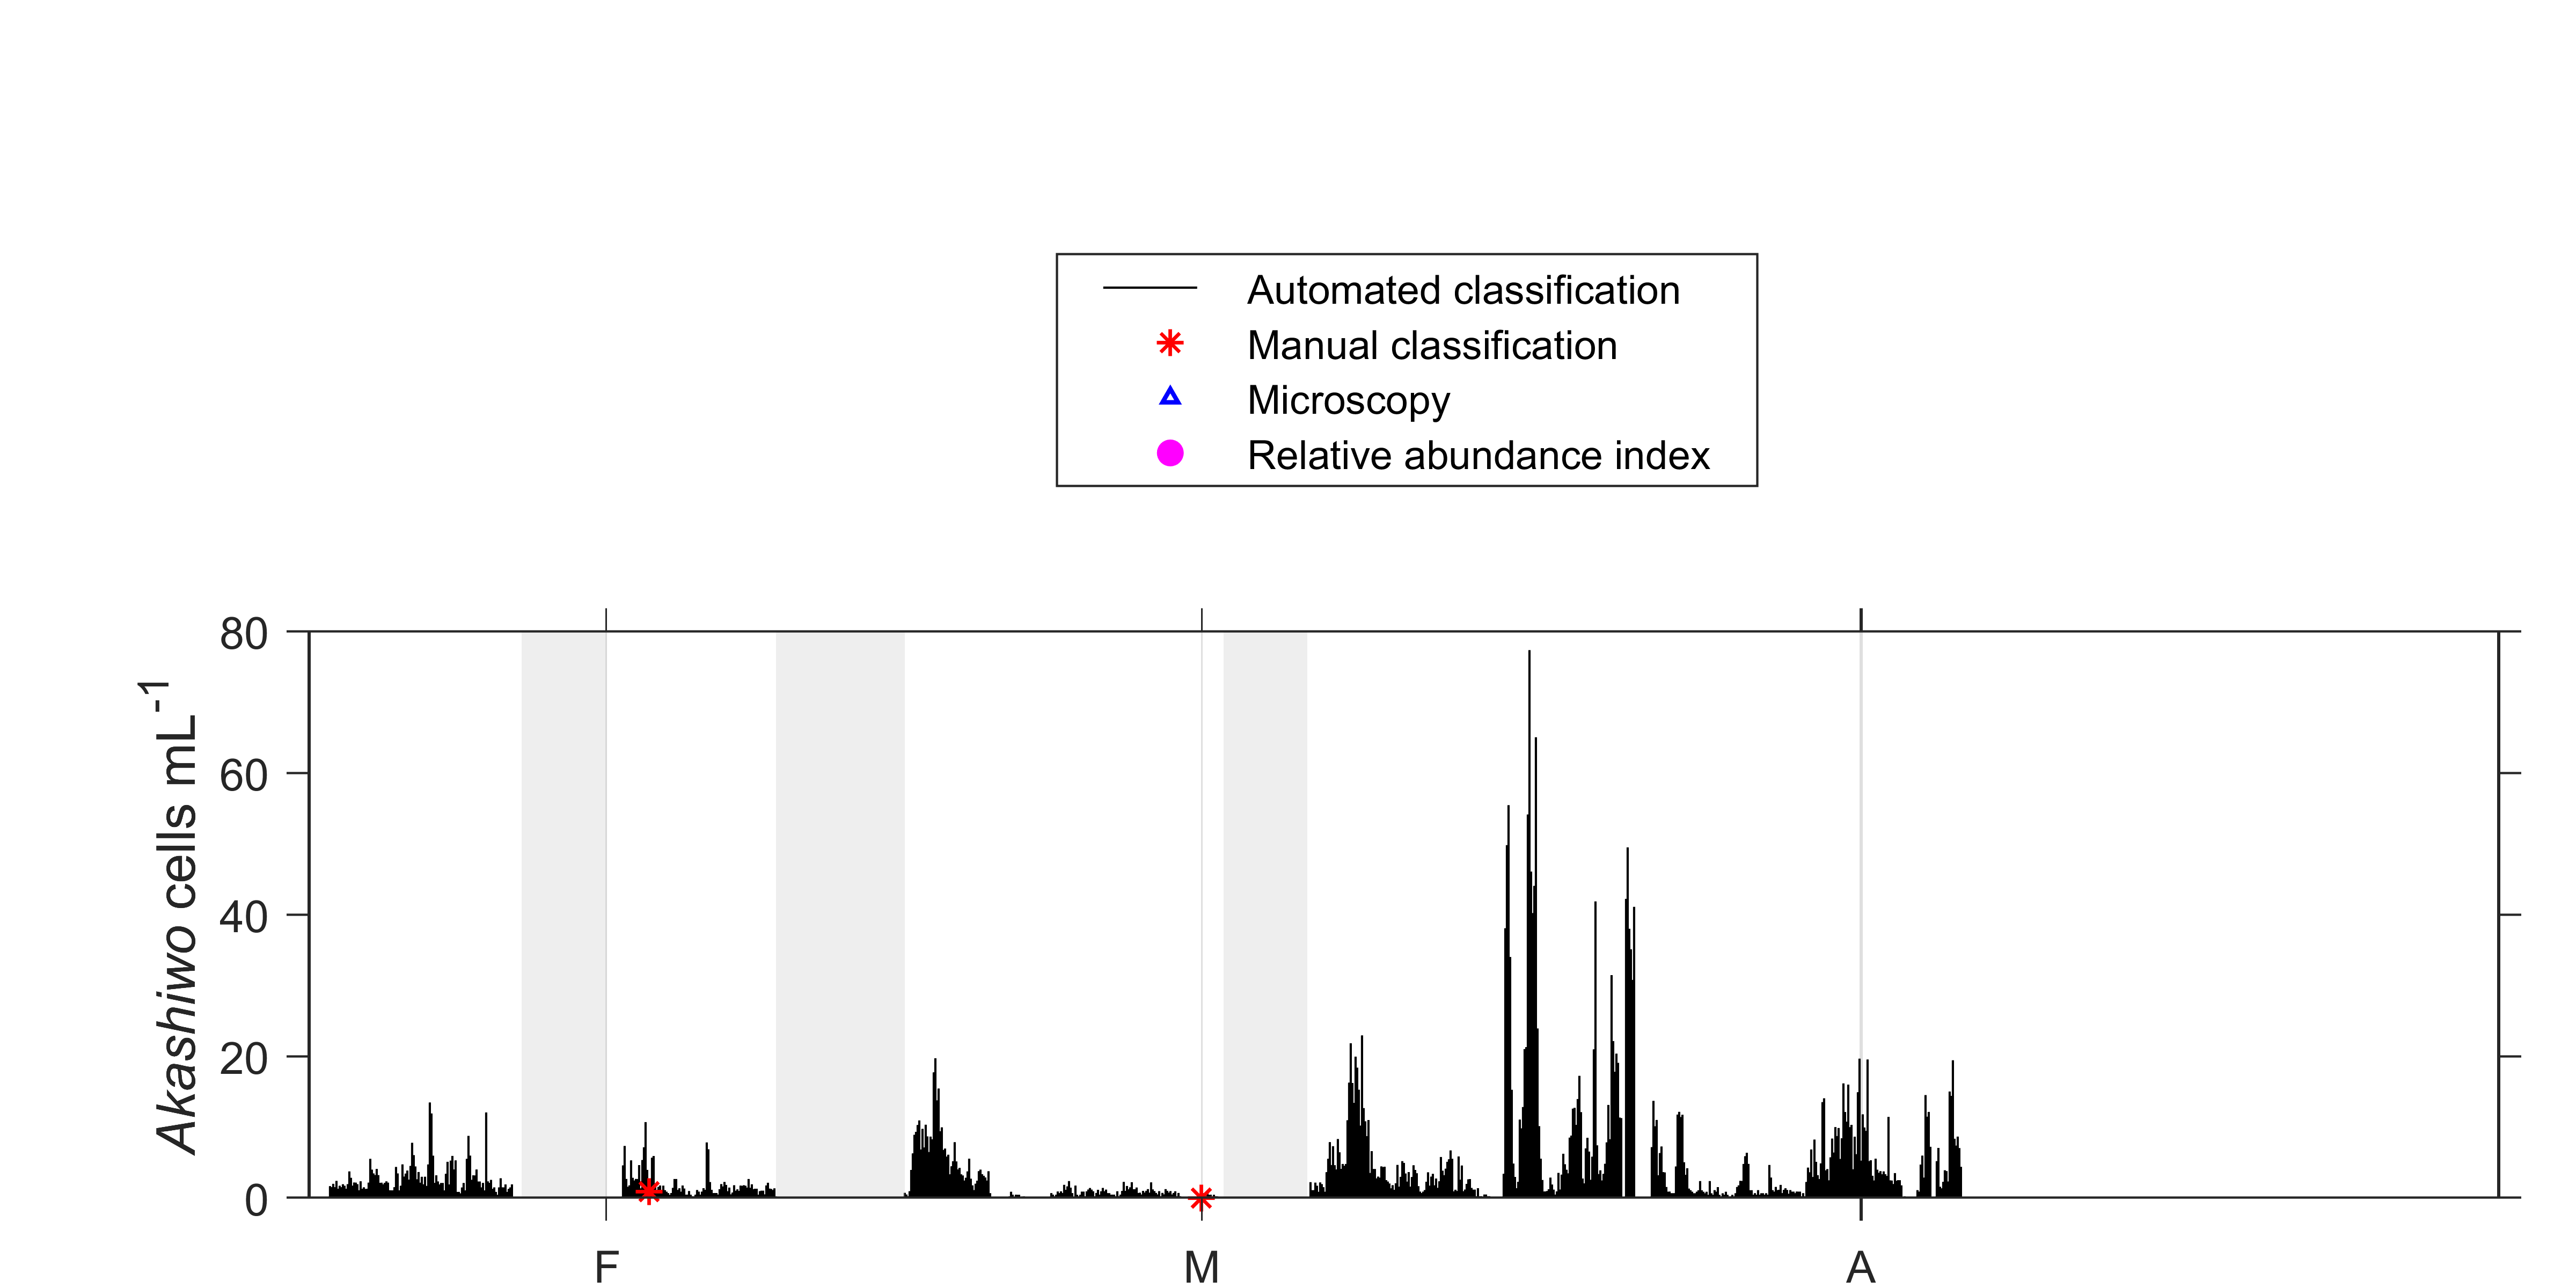 Automated classification
Manual classification
Microscopy
Relative abundance index
Akashiwo cells mL-1
80
60
40
20
0
F M A